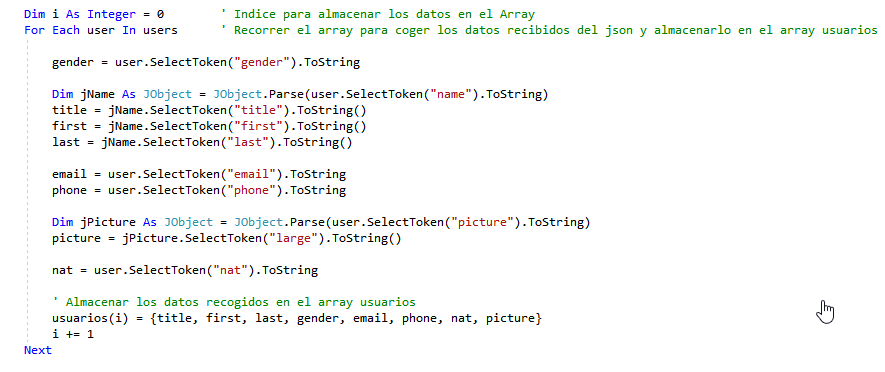 Dim i As Integer = 0        ' Indice para almacenar los datos en el Array
For Each user In users      ' Recorrer el array para coger los datos recibidos del json y almacenarlo en el array usuarios
    gender = user.SelectToken("gender").ToString
    Dim jName As JObject = JObject.Parse(user.SelectToken("name").ToString)
    title = jName.SelectToken("title").ToString()
    first = jName.SelectToken("first").ToString()
    last = jName.SelectToken("last").ToString()
    email = user.SelectToken("email").ToString
    phone = user.SelectToken("phone").ToString
    Dim jPicture As JObject = JObject.Parse(user.SelectToken("picture").ToString)
    picture = jPicture.SelectToken("large").ToString()
    nat = user.SelectToken("nat").ToString
    ' Almacenar los datos recogidos en el array usuarios
    usuarios(i) = {title, first, last, gender, email, phone, nat, picture}
    i += 1
Next